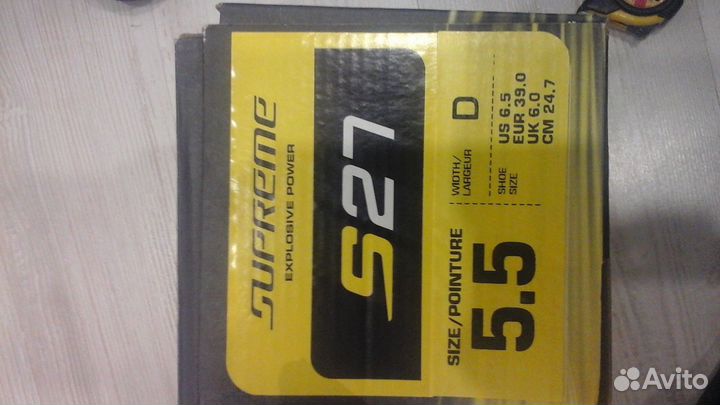 SUPREME
EXPLOSIVE POWER
S27
SIZE/POINTURE
5.5
WIDTH/
LARGEUR
D
SHOE
SIZE
US 6.5
EUR 39.0
UK 6.0
CM 24.7
Avito